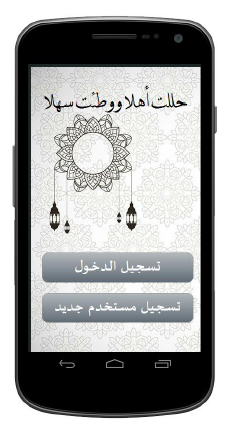 حللت أهلا ووطئت سهلا
تسجيل الدخول
تسجيل مستخدم جديد